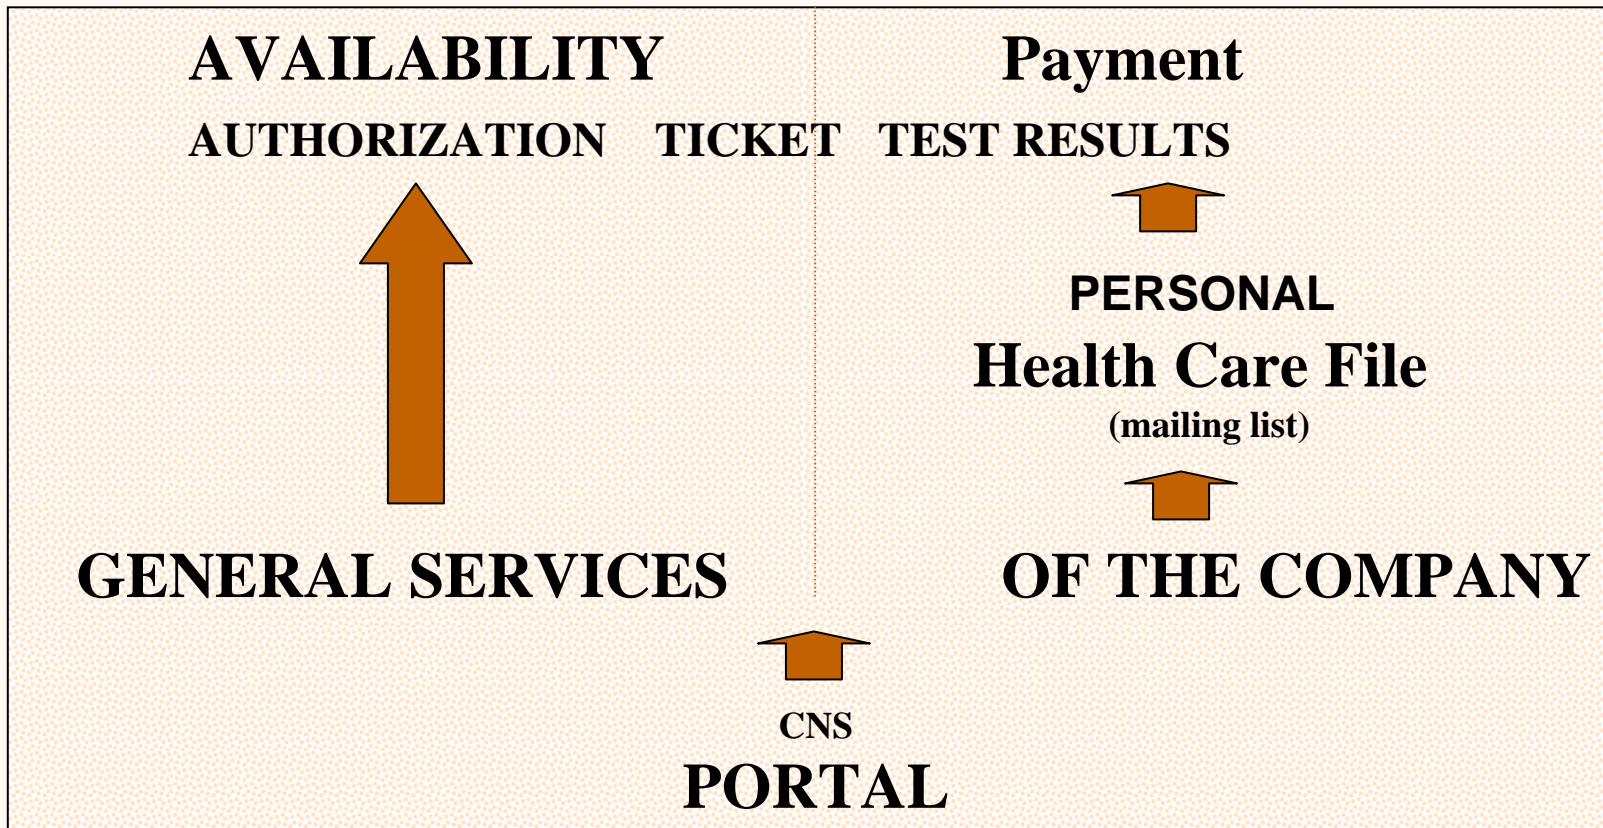 AVAILABILITY Payment
AUTHORIZATION TICKET TEST RESULTS
PERSONAL
Health Care File
(mailing list)
GENERAL SERVICES OF THE COMPANY
CNS
PORTAL